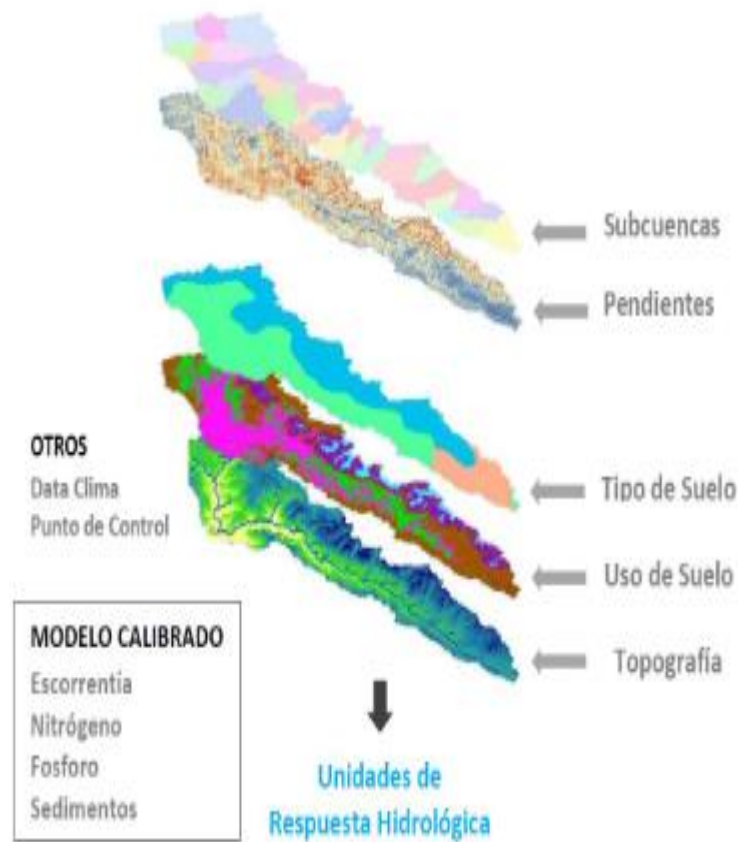 Subcuencas
Pendientes
OTROS
Data Clima
Punto de Control
Tipo de Suelo
Uso de Suelo
Topografía
MODELO CALIBRADO
Escorrentia
Nitrógeno
Fosforo
Sedimentos
Unidades de
Respuesta Hidrológica